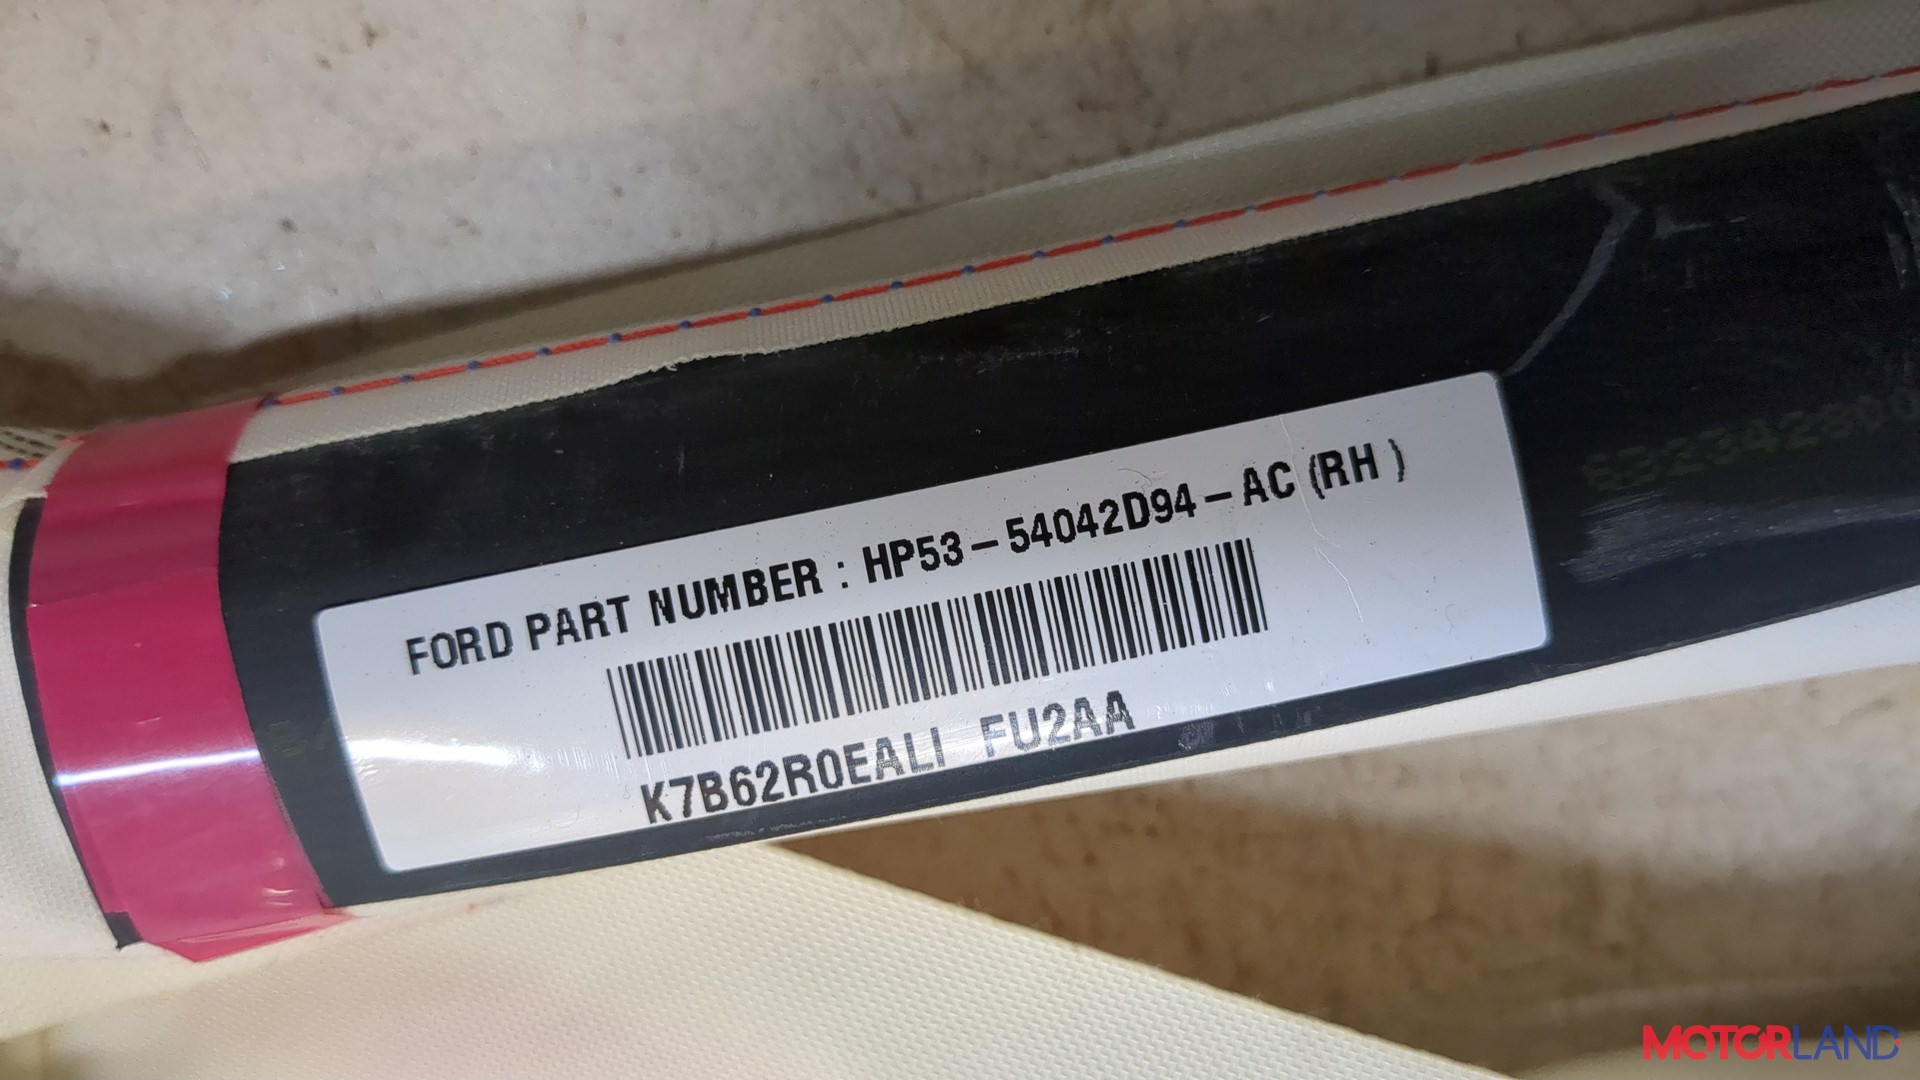 FORD PART NUMBER : HP53-54042D94-AC (RH )
K7B62R0EALI FU2AA
MOTORLAND